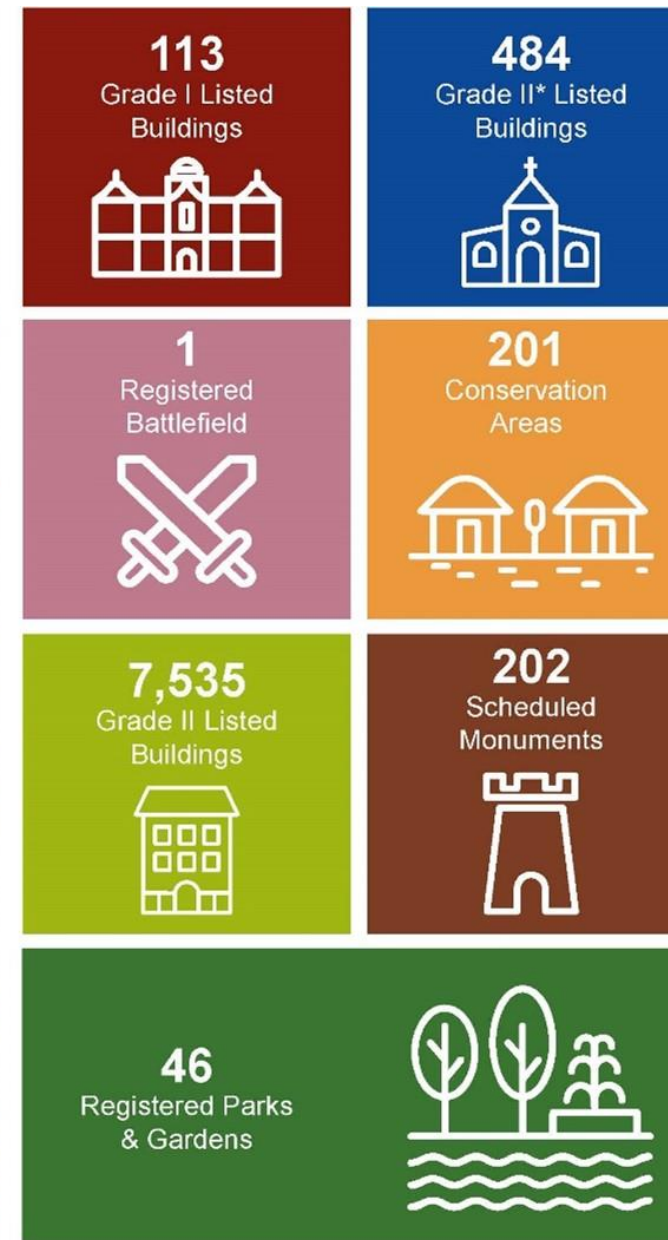 113
Grade I Listed
Buildings
484
Grade II* Listed
Buildings
1
Registered
Battlefield
201
Conservation
Areas
7,535
Grade II Listed
Buildings
202
Scheduled
Monuments
46
Registered Parks
& Gardens